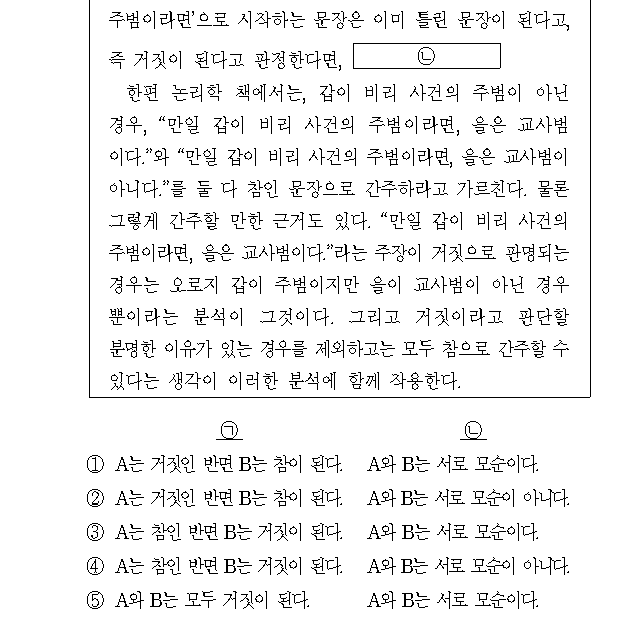 주범이라면’으로 시작하는 문장은 이미 틀린 문장이 된다고,
즉 거짓이 된다고 판정한다면, ㉡
한편 논리학 책에서는, 갑이 비리 사건의 주범이 아닌
경우, “만일 갑이 비리 사건의 주범이라면, 을은 교사범
이다.”와 “만일 갑이 비리 사건의 주범이라면, 을은 교사범이
아니다.”를 둘 다 참인 문장으로 간주하라고 가르친다. 물론
그렇게 간주할 만한 근거도 있다. “만일 갑이 비리 사건의
주범이라면, 을은 교사범이다.”라는 주장이 거짓으로 판명되는
경우는 오로지 갑이 주범이지만 을이 교사범이 아닌 경우
뿐이라는 분석이 그것이다. 그리고 거짓이라고 판단할
분명한 이유가 있는 경우를 제외하고는 모두 참으로 간주할 수
있다는 생각이 이러한 분석에 함께 작용한다.
㉠ ㉡
① A는 거짓인 반면 B는 참이 된다. A와 B는 서로 모순이다.
② A는 거짓인 반면 B는 참이 된다. A와 B는 서로 모순이 아니다.
③ A는 참인 반면 B는 거짓이 된다. A와 B는 서로 모순이다.
④ A는 참인 반면 B는 거짓이 된다. A와 B는 서로 모순이 아니다.
⑤ A와 B는 모두 거짓이 된다. A와 B는 서로 모순이다.